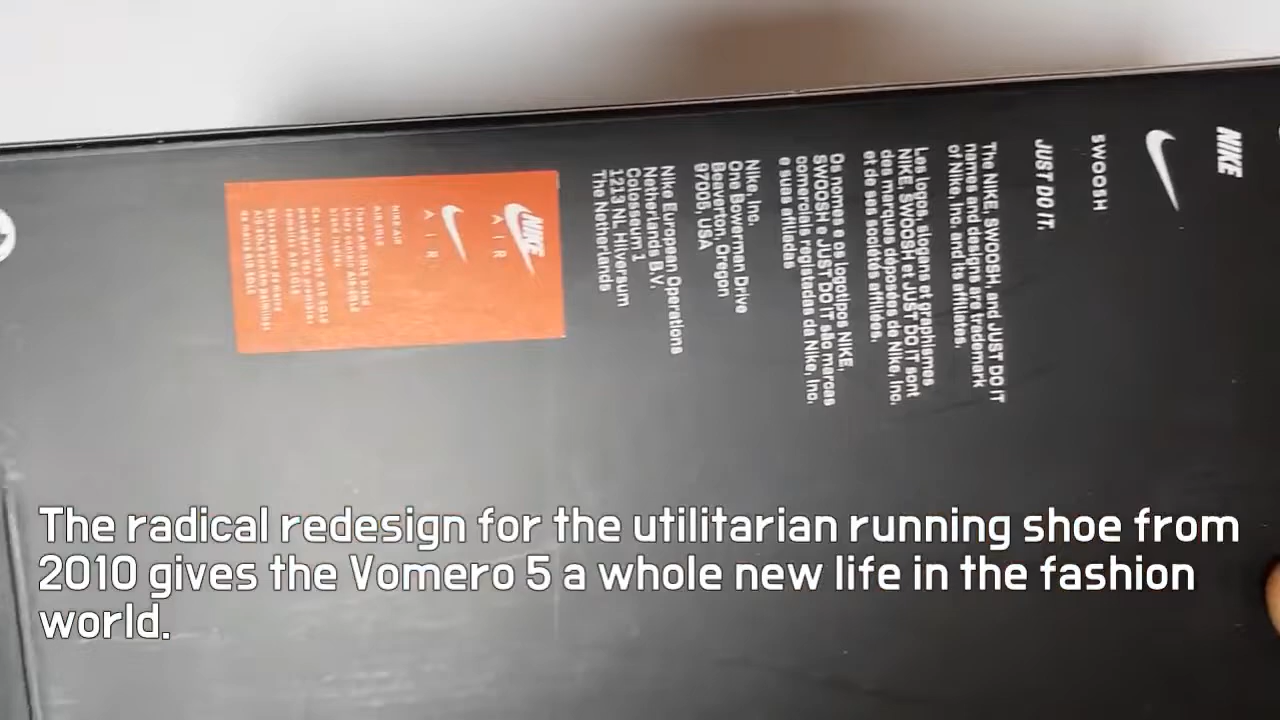 NIKE
SWOOSH
JUST DO IT.
The NIKE, SWOOSH, and JUST DO IT
names and designs are trademark
of Nike, Inc. and its affiliates.
Les logos, slogans et graphismes
NIKE, SWOOSH et JUST DO IT sont
des marques déposées de Nike, Inc.
et de ses sociétés affiliées.
Os nomes e os logotipos NIKE,
SWOOSH e JUST DO IT são marcas
comerciais registadas da Nike, Inc.
e suas afiliadas
Nike, Inc.
One Bowerman Drive
Beaverton, Oregon
97005, USA
Nike European Operations
Netherlands B.V.
Colosseum 1
1213 NL Hilversum
The Netherlands
NIKE
AIR
AIR
NIKE AIR
AIR-SOLE
The radical redesign for the utilitarian running shoe from
2010 gives the Vomero 5 a whole new life in the fashion
world.